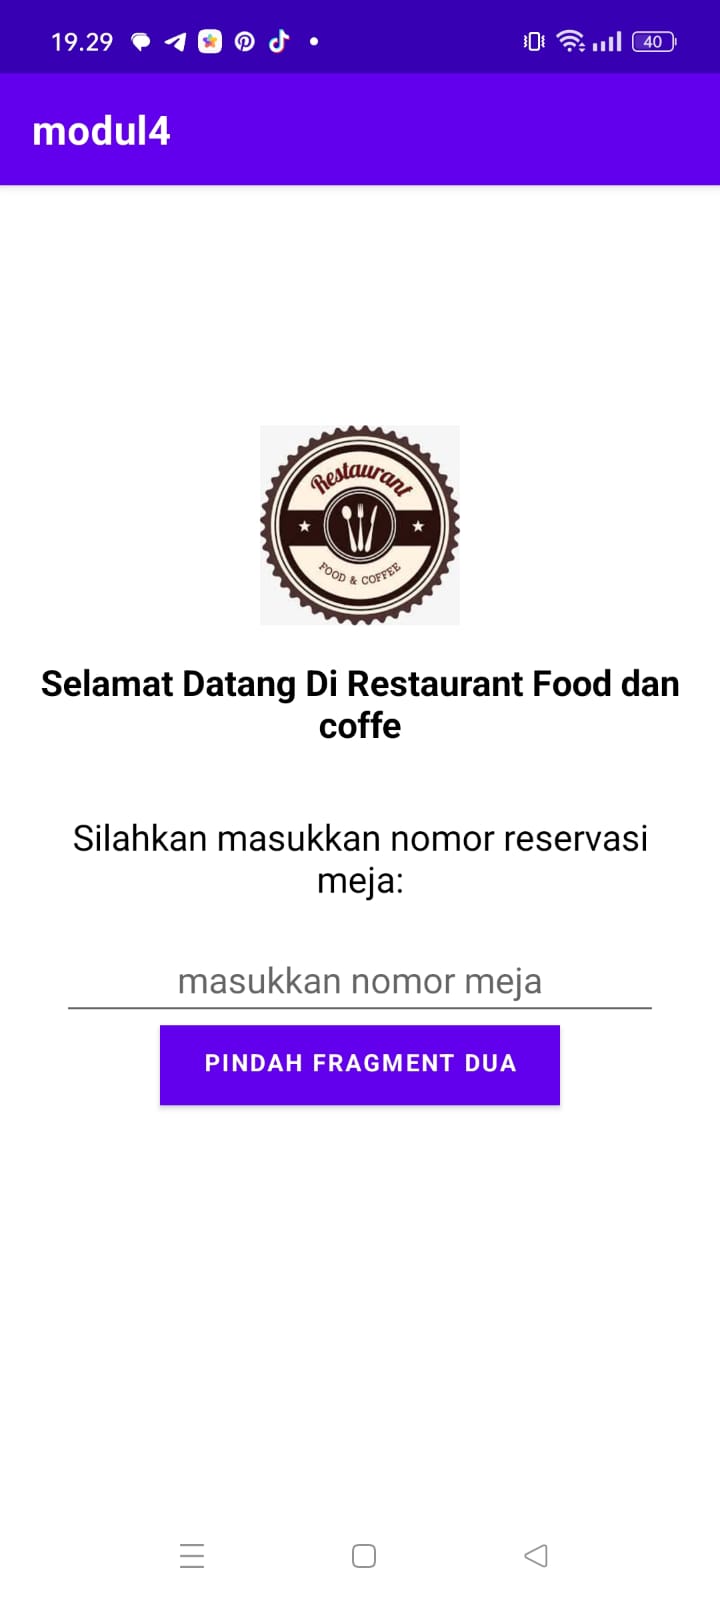 19.29
40
modul4
Restaurant
FOOD & COFFEE
Selamat Datang Di Restaurant Food dan
coffe
Silahkan masukkan nomor reservasi
meja:
masukkan nomor meja
PINDAH FRAGMENT DUA